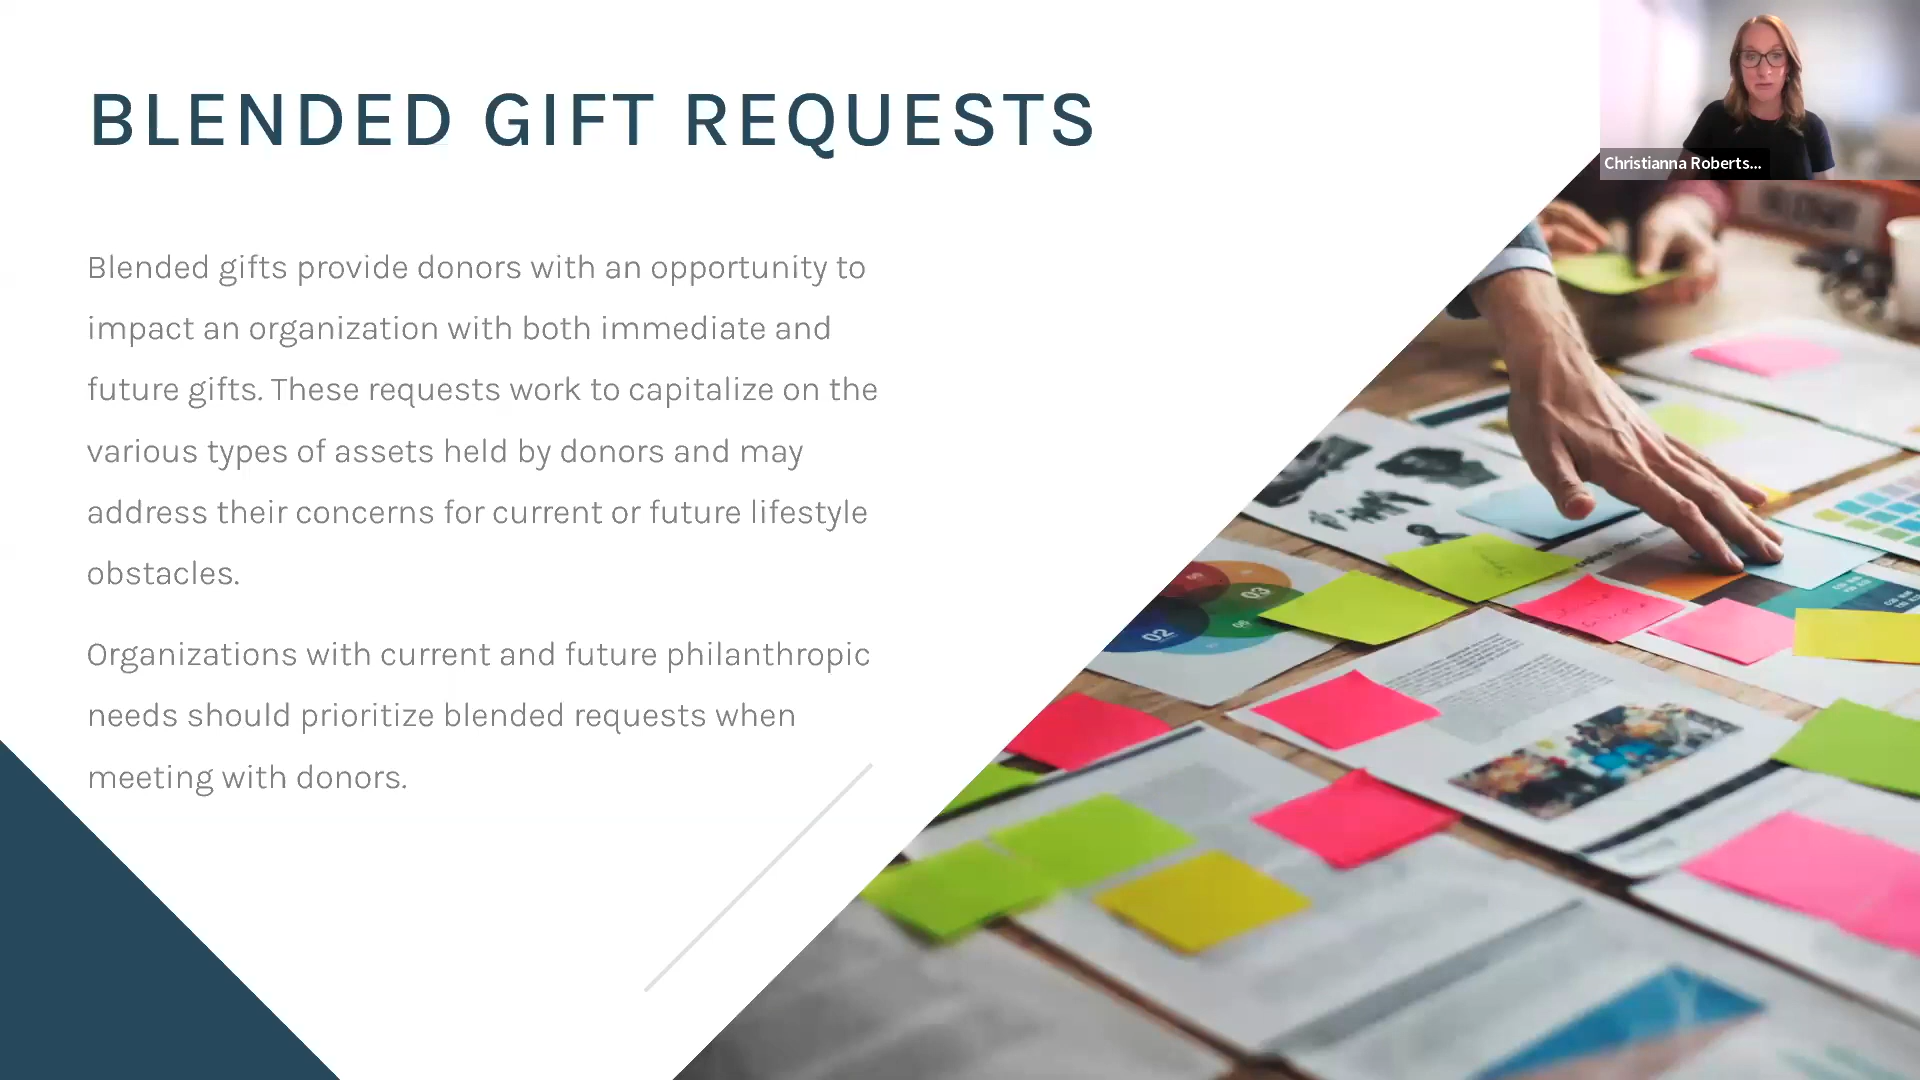 BLENDED GIFT REQUESTS
Christianna Roberts...
Blended gifts provide donors with an opportunity to
impact an organization with both immediate and
future gifts. These requests work to capitalize on the
various types of assets held by donors and may
address their concerns for current or future lifestyle
obstacles.
Organizations with current and future philanthropic
needs should prioritize blended requests when
meeting with donors.
03
02